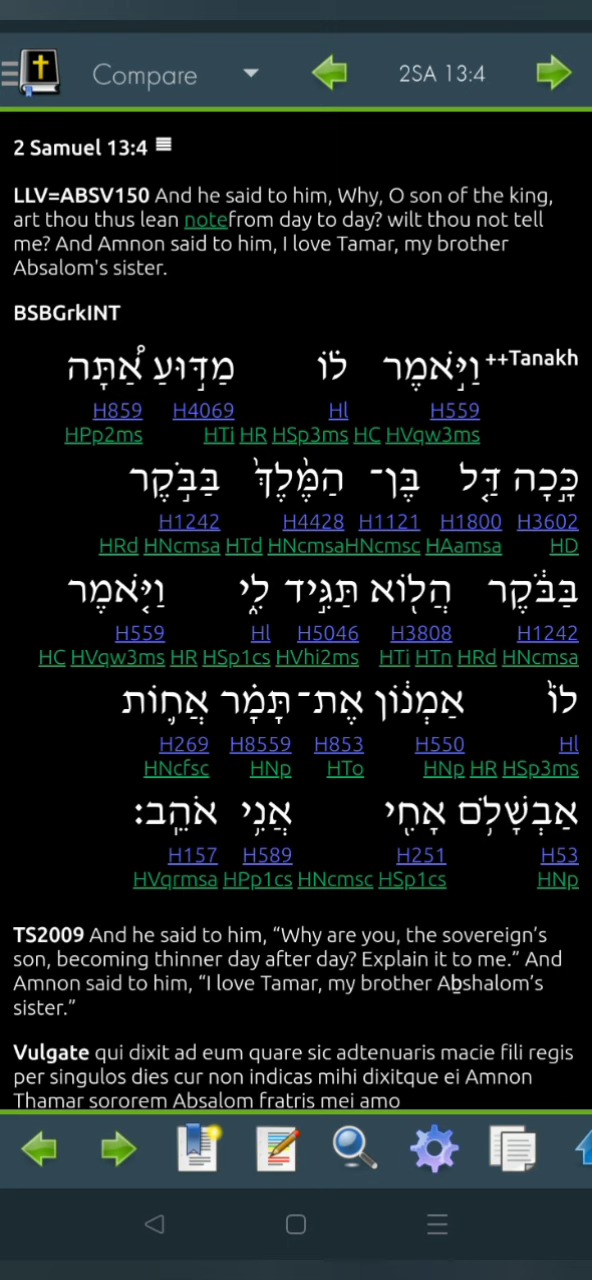 Compare
2SA 13:4
2 Samuel 13:4
LLV=ABSV150 And he said to him, Why, O son of the king,
art thou thus lean notefrom day to day? wilt thou not tell
me? And Amnon said to him, I love Tamar, my brother
Absalom's sister.
BSBGrkINT
++Tanakh וַיֹּ֣אמֶר ל֗וֹ מַדּ֣וּעַ אַ֠תָּה
H859 H4069 Hl H559
HPp2ms HTi HR HSp3ms HC HVqw3ms
כָּ֣כָה דַּ֤ל בֶּן־ הַמֶּ֙לֶךְ֙ בַּבֹּ֣קֶר
H1242 H4428 H1121 H1800 H3602
HRd HNcmsa HTd HNcmsaHNcmsc HAamsa HD
בַּבֹּ֔קֶר הֲל֖וֹא תַּגִּ֣יד לִ֑י וַיֹּ֤אמֶר
H559 Hl H5046 H3808 H1242
HC HVqw3ms HR HSp1cs HVhi2ms HTi HTn HRd HNcmsa
לוֹ֙ אַמְנ֔וֹן אֶת־תָּמָ֗ר אֲח֛וֹת
H269 H8559 H853 H550 Hl
HNcfsc HNp HTo HNp HR HSp3ms
אַבְשָׁלֹ֥ם אָחִ֖י אֲנִ֥י אֹהֵֽב׃
H157 H589 H251 H53
HVqrmsa HPp1cs HNcmsc HSp1cs HNp
TS2009 And he said to him, “Why are you, the sovereign’s
son, becoming thinner day after day? Explain it to me.” And
Amnon said to him, “I love Tamar, my brother Aḇshalom’s
sister.”
Vulgate qui dixit ad eum quare sic adtenuaris macie fili regis
per singulos dies cur non indicas mihi dixitque ei Amnon
Thamar sororem Absalom fratris mei amo